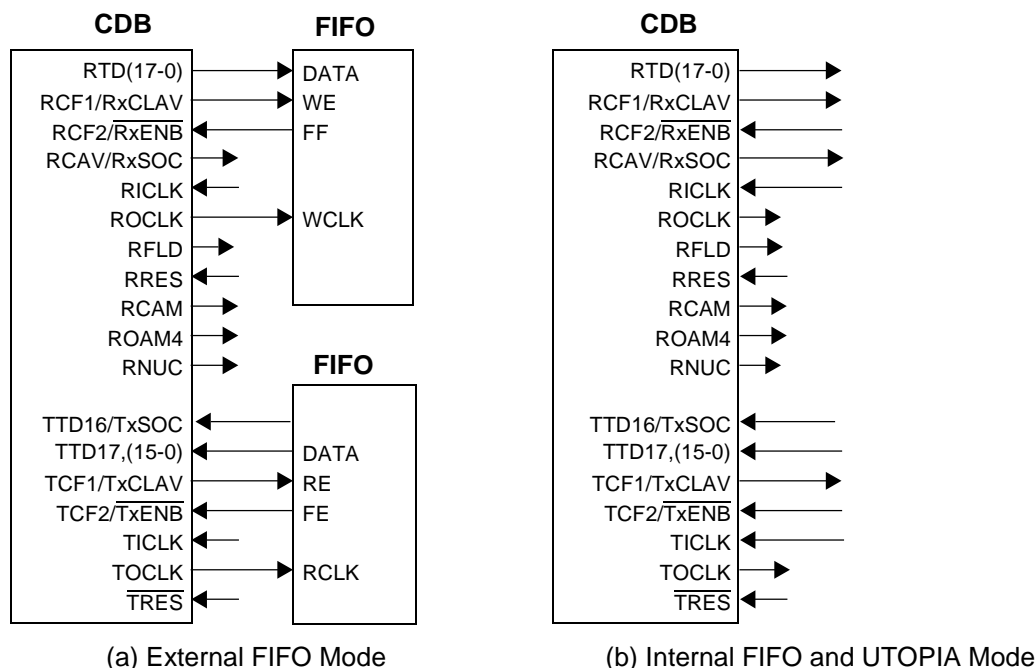 CDB
FIFO
RTD(17-0)
DATA
RCF1/RxCLAV
WE
RCF2/RxENB
FF
RCAV/RxSOC
RICLK
ROCLK
WCLK
RFLD
RRES
RCAM
ROAM4
RNUC
FIFO
TTD16/TxSOC
TTD17,(15-0)
DATA
TCF1/TxCLAV
RE
TCF2/TxENB
FE
TICLK
TOCLK
RCLK
TRES
(a) External FIFO Mode
CDB
RTD(17-0)
RCF1/RxCLAV
RCF2/RxENB
RCAV/RxSOC
RICLK
ROCLK
RFLD
RRES
RCAM
ROAM4
RNUC
TTD16/TxSOC
TTD17,(15-0)
TCF1/TxCLAV
TCF2/TxENB
TICLK
TOCLK
TRES
(b) Internal FIFO and UTOPIA Mode